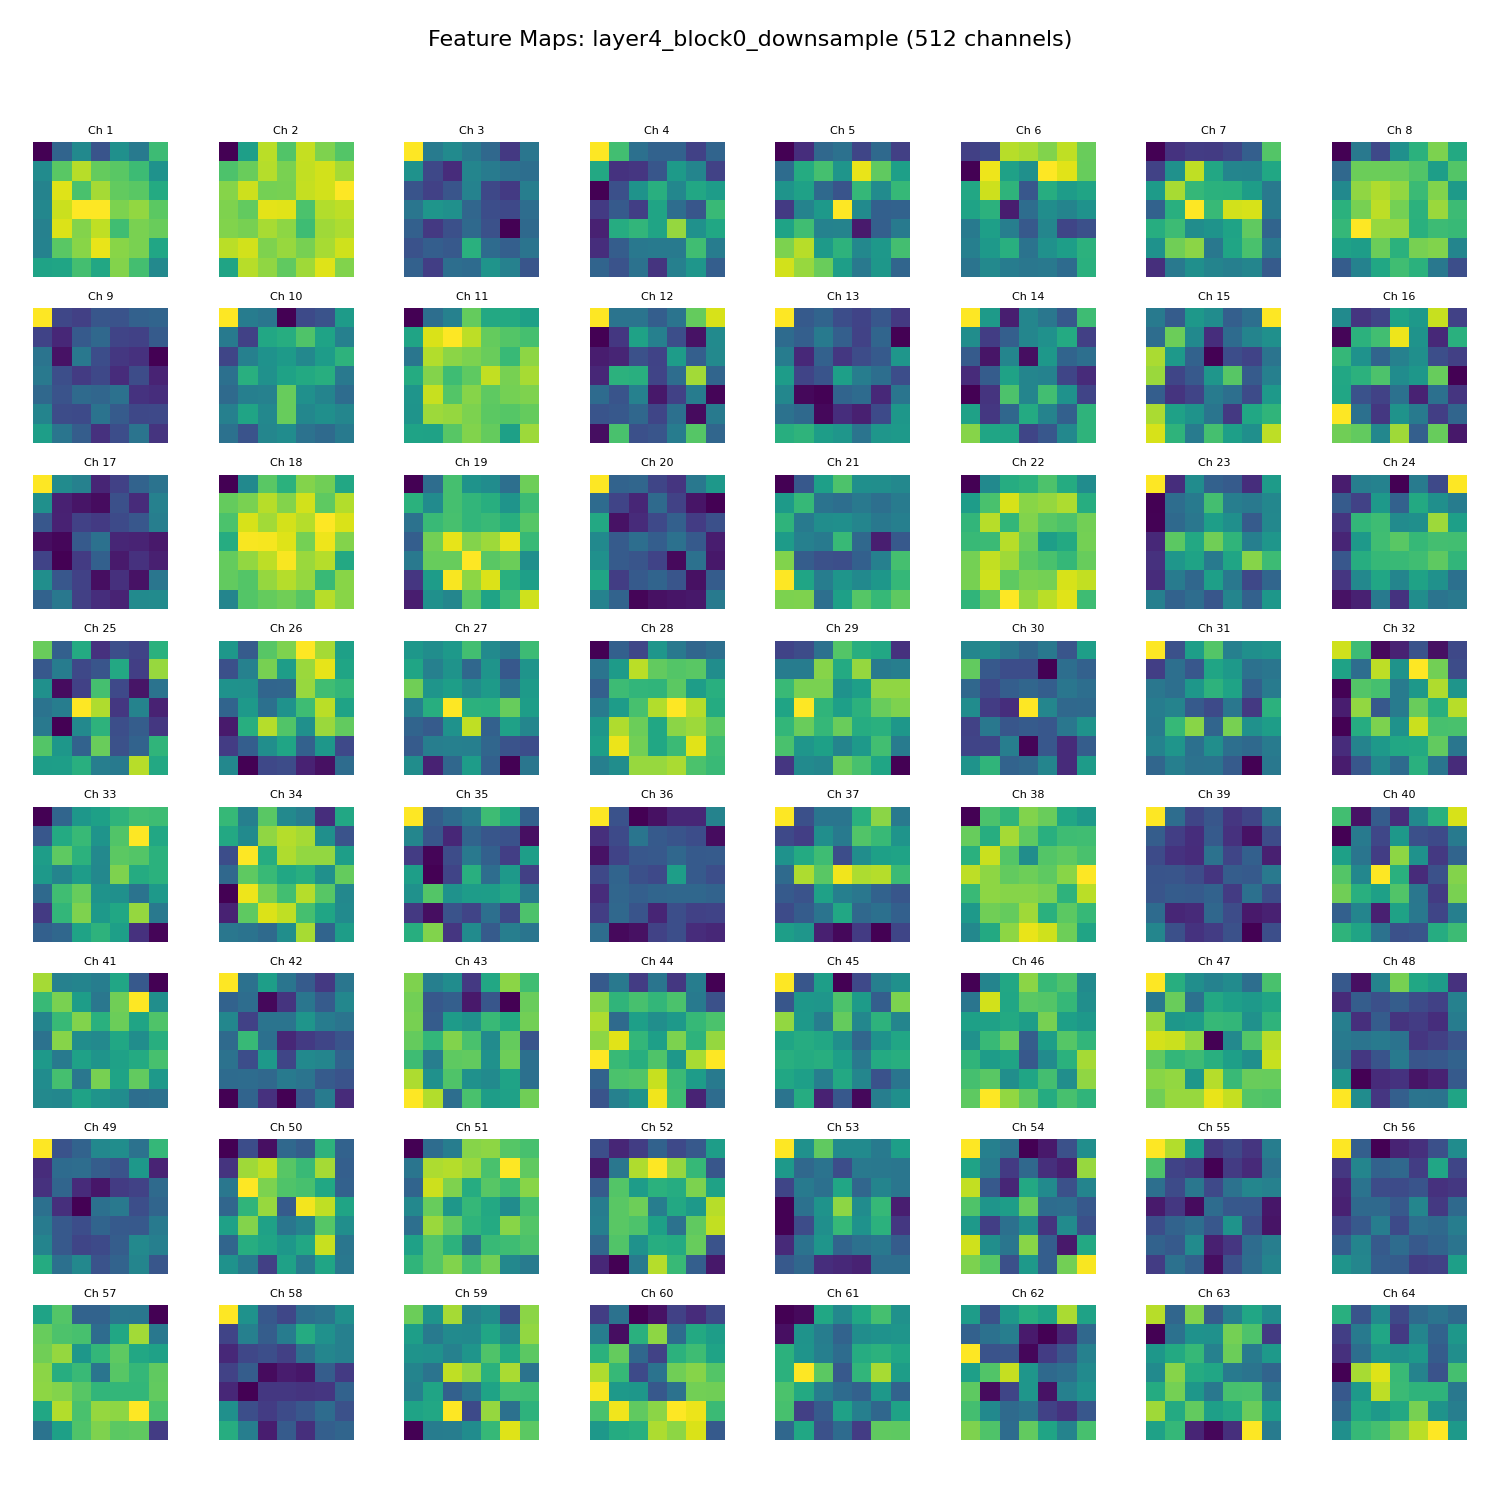 Feature Maps: layer4_block0_downsample (512 channels)
Ch 1 Ch 2 Ch 3 Ch 4 Ch 5 Ch 6 Ch 7 Ch 8
Ch 9 Ch 10 Ch 11 Ch 12 Ch 13 Ch 14 Ch 15 Ch 16
Ch 17 Ch 18 Ch 19 Ch 20 Ch 21 Ch 22 Ch 23 Ch 24
Ch 25 Ch 26 Ch 27 Ch 28 Ch 29 Ch 30 Ch 31 Ch 32
Ch 33 Ch 34 Ch 35 Ch 36 Ch 37 Ch 38 Ch 39 Ch 40
Ch 41 Ch 42 Ch 43 Ch 44 Ch 45 Ch 46 Ch 47 Ch 48
Ch 49 Ch 50 Ch 51 Ch 52 Ch 53 Ch 54 Ch 55 Ch 56
Ch 57 Ch 58 Ch 59 Ch 60 Ch 61 Ch 62 Ch 63 Ch 64